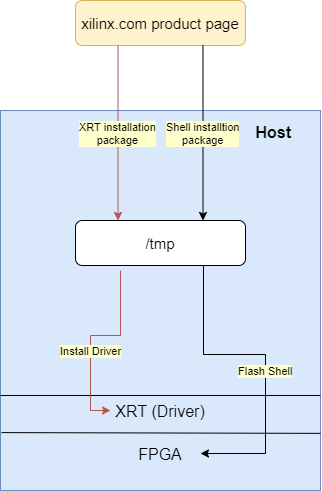 xilinx.com product page
XRT installation
package
Shell installtion
package
Host
/tmp
Install Driver
Flash Shell
XRT (Driver)
FPGA